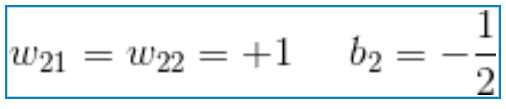 w₂₁ = w₂₂ = +1 b₂ = −1/2